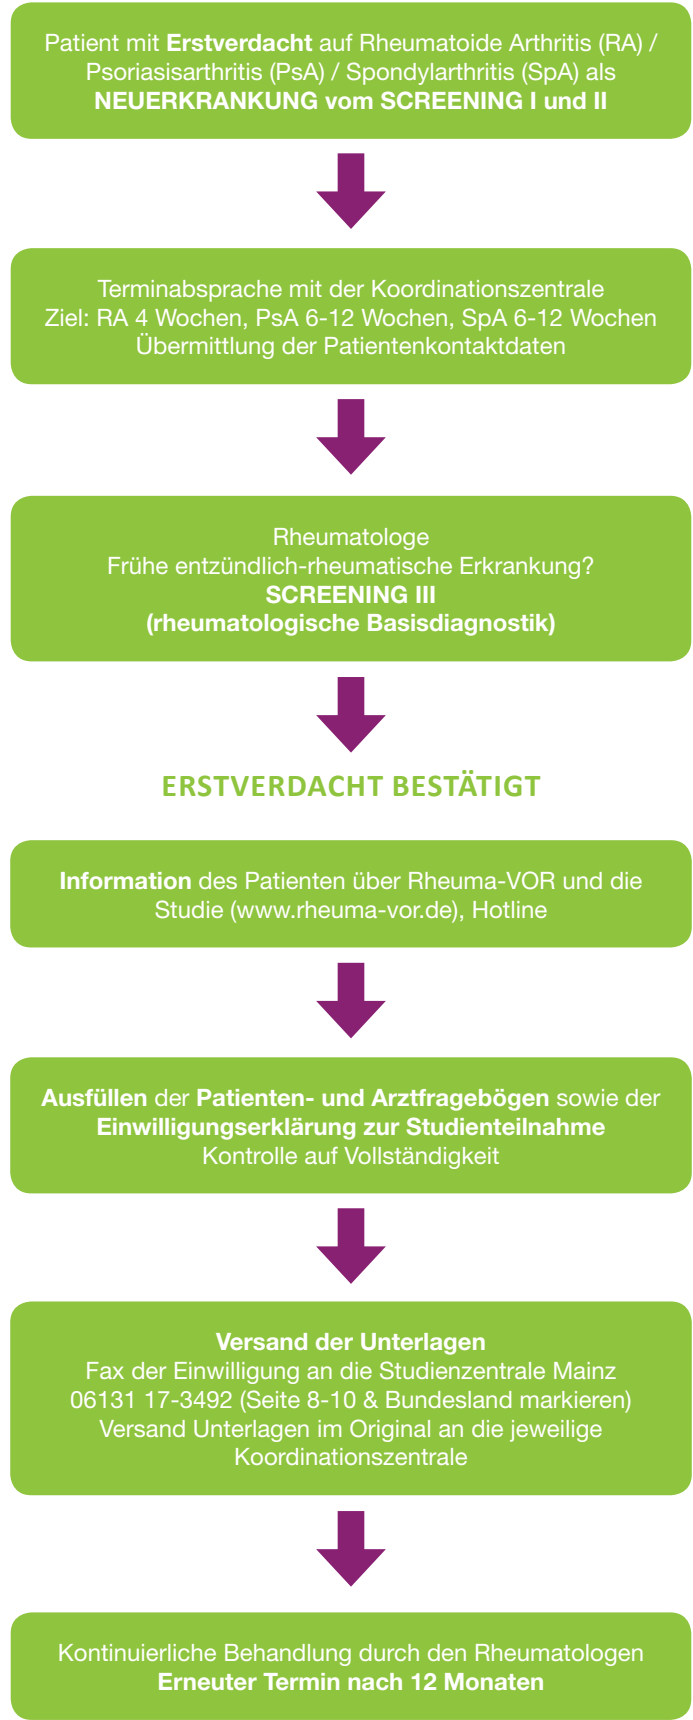 Patient mit Erstverdacht auf Rheumatoide Arthritis (RA) /
Psoriasisarthritis (PsA) / Spondylarthritis (SpA) als
NEUERKRANKUNG vom SCREENING I und II
Terminabsprache mit der Koordinationszentrale
Ziel: RA 4 Wochen, PsA 6-12 Wochen, SpA 6-12 Wochen
Übermittlung der Patientenkontaktdaten
Rheumatologe
Frühe entzündlich-rheumatische Erkrankung?
SCREENING III
(rheumatologische Basisdiagnostik)
ERSTVERDACHT BESTÄTIGT
Information des Patienten über Rheuma-VOR und die
Studie (www.rheuma-vor.de), Hotline
Ausfüllen der Patienten- und Arztfragebögen sowie der
Einwilligungserklärung zur Studienteilnahme
Kontrolle auf Vollständigkeit
Versand der Unterlagen
Fax der Einwilligung an die Studienzentrale Mainz
06131 17-3492 (Seite 8-10 & Bundesland markieren)
Versand Unterlagen im Original an die jeweilige
Koordinationszentrale
Kontinuierliche Behandlung durch den Rheumatologen
Erneuter Termin nach 12 Monaten